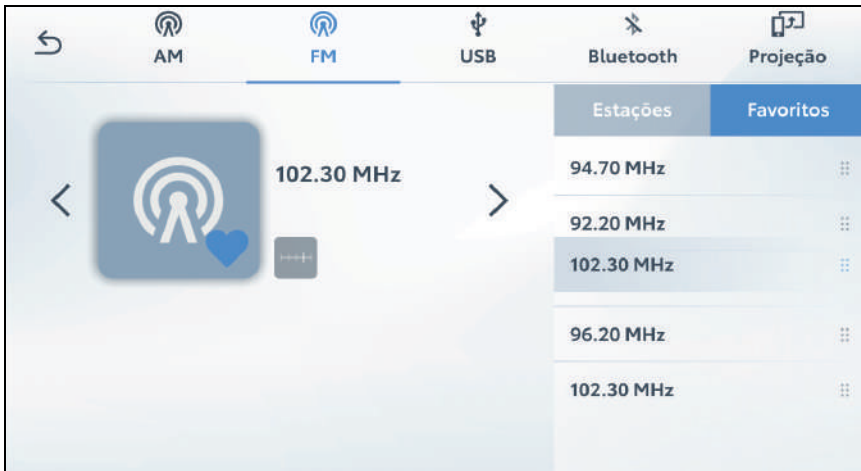 AM
FM
USB
Bluetooth
Projeção
Estações
Favoritos
102.30 MHz
94.70 MHz
92.20 MHz
102.30 MHz
96.20 MHz
102.30 MHz